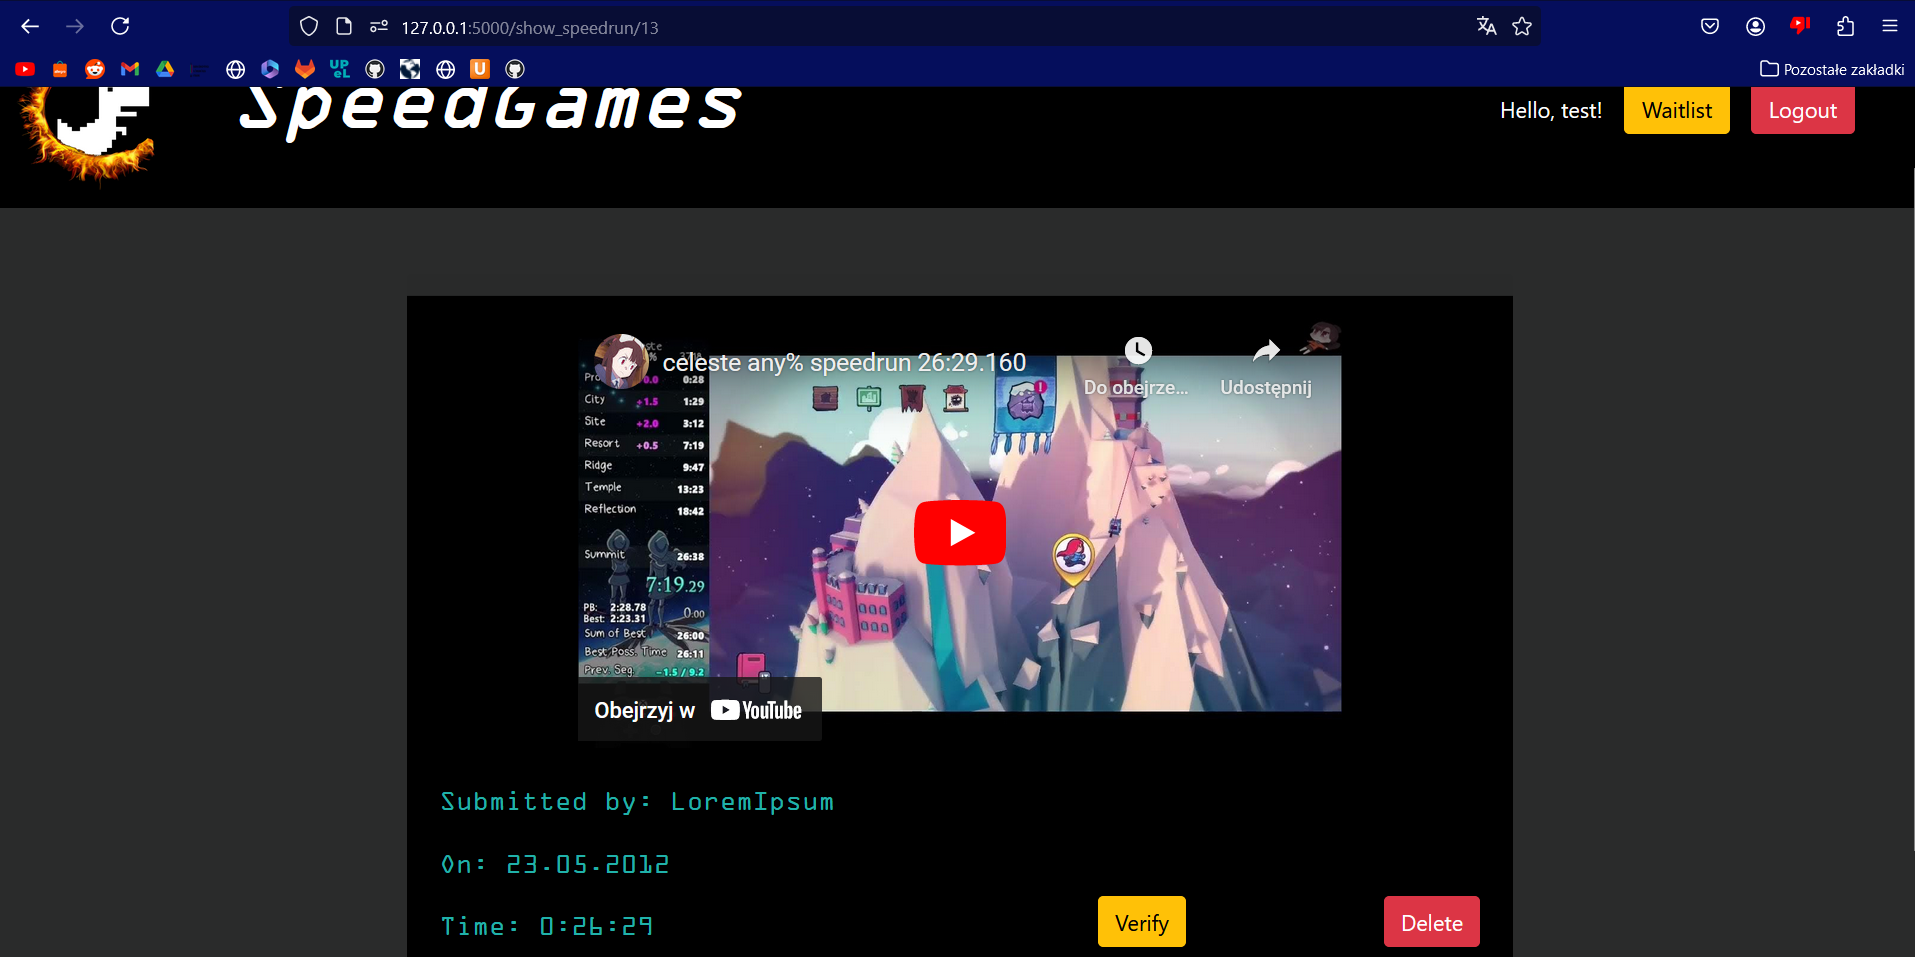 127.0.0.1:5000/show_speedrun/13
Pozostałe zakładki
SpeedGames
Hello, test!
Waitlist
Logout
celeste any% speedrun 26:29.160
Do obejrze...
Udostępnij
0.0 0:28
City +1.5 1:29
Site +2.0 3:12
Resort +0.5 7:19
Ridge 9:47
Temple 13:23
Reflection 18:42
Summit 26:38
7:19.29
PB: 2:28.78
0.00
Best: 2:23.31
Sum of Best 26:00
Best Poss. Time 26:11
Prev. Seg. -1.5 / 9.2
Obejrzyj w YouTube
Submitted by: LoremIpsum
On: 23.05.2012
Time: 0:26:29
Verify
Delete